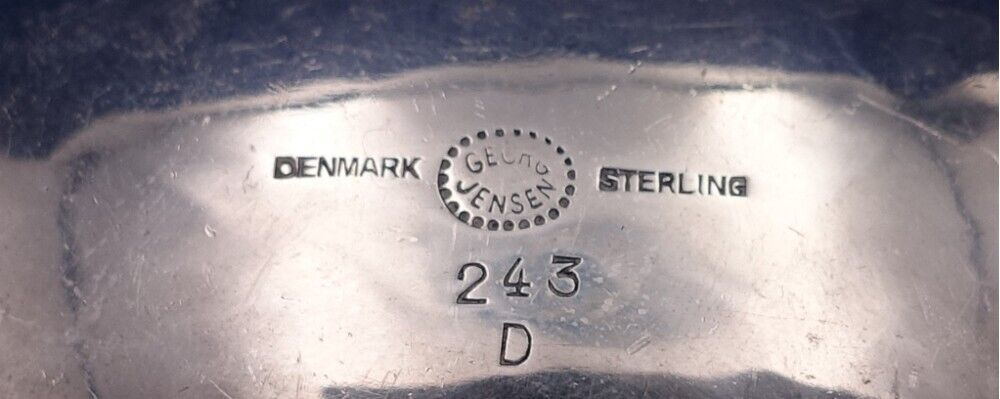 DENMARK GEORG JENSEN STERLING
243
D